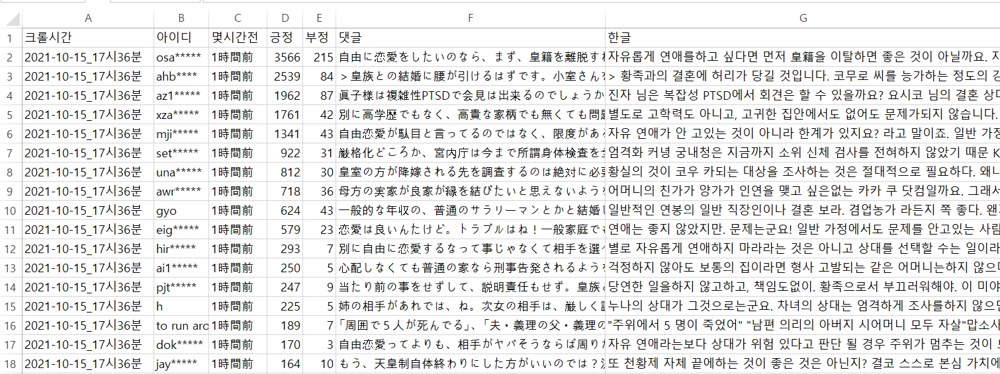 A B C D E F G
1 크롤시간 아이디 몇시간전 긍정 부정 댓글 한글
2 2021-10-15_17시36분 osa***** 1時間前 3566 215 自由に恋愛をしたいのなら、まず、皇籍を離脱すれ 자유롭게 연애를하고 싶다면 먼저 皇籍을 이탈하면 좋은 것이 아닐까요.
3 2021-10-15_17시36분 ahb**** 1時間前 2539 84 >皇族との結婚に腰が引けるはずです。小室さんを > 황족과의 결혼에 허리가 당길 것입니다. 코무로 씨를 능가하는 정도의 강
4 2021-10-15_17시36분 az1***** 1時間前 1962 87 眞子様は複雑性PTSDで会見は出来るのでしょうか 진자 님은 복잡성 PTSD에서 회견은 할 수 있을까요? 요시코 님의 결혼 상대
5 2021-10-15_17시36분 xza***** 1時間前 1761 42 別に高学歴でもなく、高貴な家柄でも無くても問題 별도로 고학력도 아니고, 고귀한 집안에서도 없어도 문제가되지 않습니다.
6 2021-10-15_17시36분 mji***** 1時間前 1341 43 自由恋愛が駄目と言ってるのではなく、限度がある 자유 연애가 안 고있는 것이 아니라 한계가 있지요? 라고 말이죠. 일반 가정
7 2021-10-15_17시36분 set***** 1時間前 922 31 厳格化どころか、宮内庁は今まで所謂身体検査を全 엄격화 커녕 궁내청은 지금까지 소위 신체 검사를 전혀하지 않았기 때문 K
8 2021-10-15_17시36분 una***** 1時間前 812 30 皇室の方が降嫁される先を調査するのは絶対に必要 황실의 것이 코우 카되는 대상을 조사하는 것은 절대적으로 필요하다. 왜냐
9 2021-10-15_17시36분 awr***** 1時間前 718 36 母方の実家が良家が縁を結びたいと思えないような 어머니의 친가가 양가가 인연을 맺고 싶은없는 카카 쿠 닷컴일까요. 그래서
10 2021-10-15_17시36분 gyo 1時間前 624 43 一般的な年収の、普通のサラリーマンとかと結婚し 일반적인 연봉의 일반 직장인이나 결혼 보라. 겸업농가 라든지 쪽 좋다. 왠지
11 2021-10-15_17시36분 eig***** 1時間前 579 23 恋愛は良いんたけど。トラブルはね！一般家庭でも 연애는 좋지 않았지만. 문제는군요! 일반 가정에서도 문제를 안고있는 사람
12 2021-10-15_17시36분 hir***** 1時間前 293 7 別に自由に恋愛するなって事じゃなくて相手を選べ 별로 자유롭게 연애하지 마라라는 것은 아니고 상대를 선택할 수는 일이라
13 2021-10-15_17시36분 ai1***** 1時間前 250 5 心配しなくても普通の家なら刑事告発されるような 걱정하지 않아도 보통의 집이라면 형사 고발되는 같은 어머니는하지 않으며
14 2021-10-15_17시36분 pjt***** 1時間前 247 9 当たり前の事をせずして、説明責任もせず。皇族と 당연한 일을하지 않고하고, 책임도없이. 황족으로서 부끄러워해야. 이 미야
15 2021-10-15_17시36분 h 1時間前 225 5 姉の相手があれでは、ね。次女の相手は、厳しく調 누나의 상대가 그것으로는군요. 차녀의 상대는 엄격하게 조사를하지 않으면
16 2021-10-15_17시36분 to run aro 1時間前 189 7 「周囲で５人が死んでる」、「夫・義理の父・義理の "주위에서 5 명이 죽었어" "남편 의리의 아버지 시어머니 모두 자살"맙소사
17 2021-10-15_17시36분 dok***** 1時間前 170 3 自由恋愛ってよりも、相手がヤバそうならば周りが 자유 연애라는보다 상대가 위험 있다고 판단 될 경우 주위가 멈추는 것이
18 2021-10-15_17시36분 jay***** 1時間前 164 10 もう、天皇制自体終わりにした方がいいのでは？決 또 천황제 자체 끝에하는 것이 좋은 것은 아닌지? 결코 스스로 본심 가치에